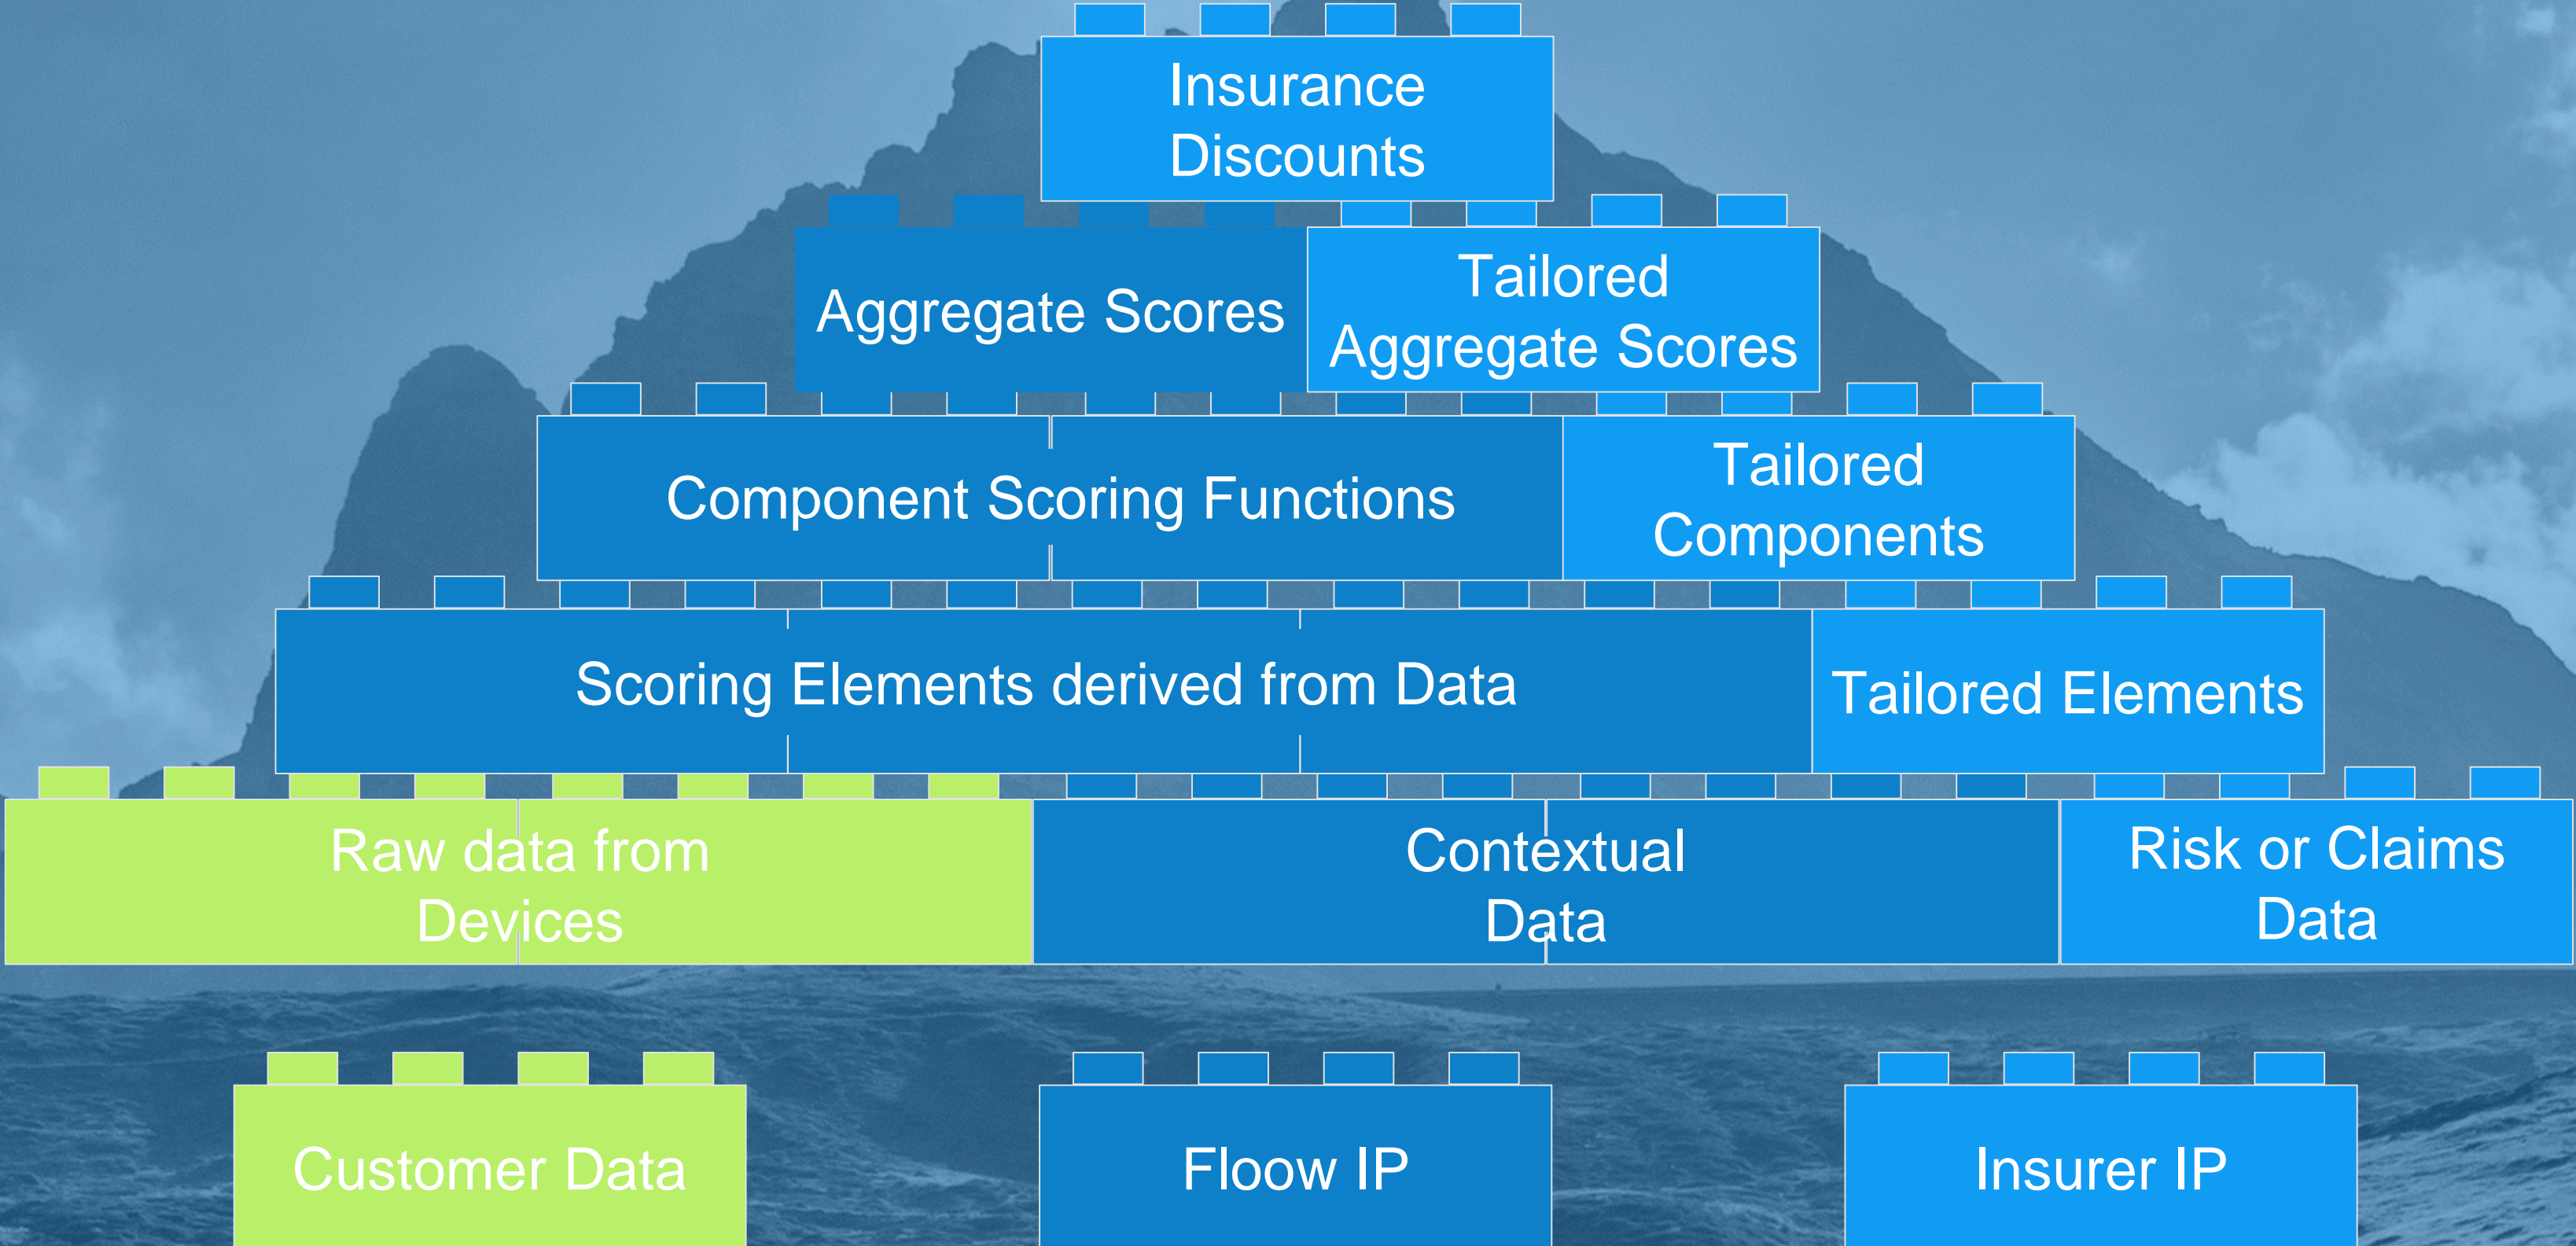 Insurance
Discounts
Aggregate Scores
Tailored
Aggregate Scores
Component Scoring Functions
Tailored
Components
Scoring Elements derived from Data
Tailored Elements
Raw data from
Devices
Contextual
Data
Risk or Claims
Data
Customer Data
Floow IP
Insurer IP